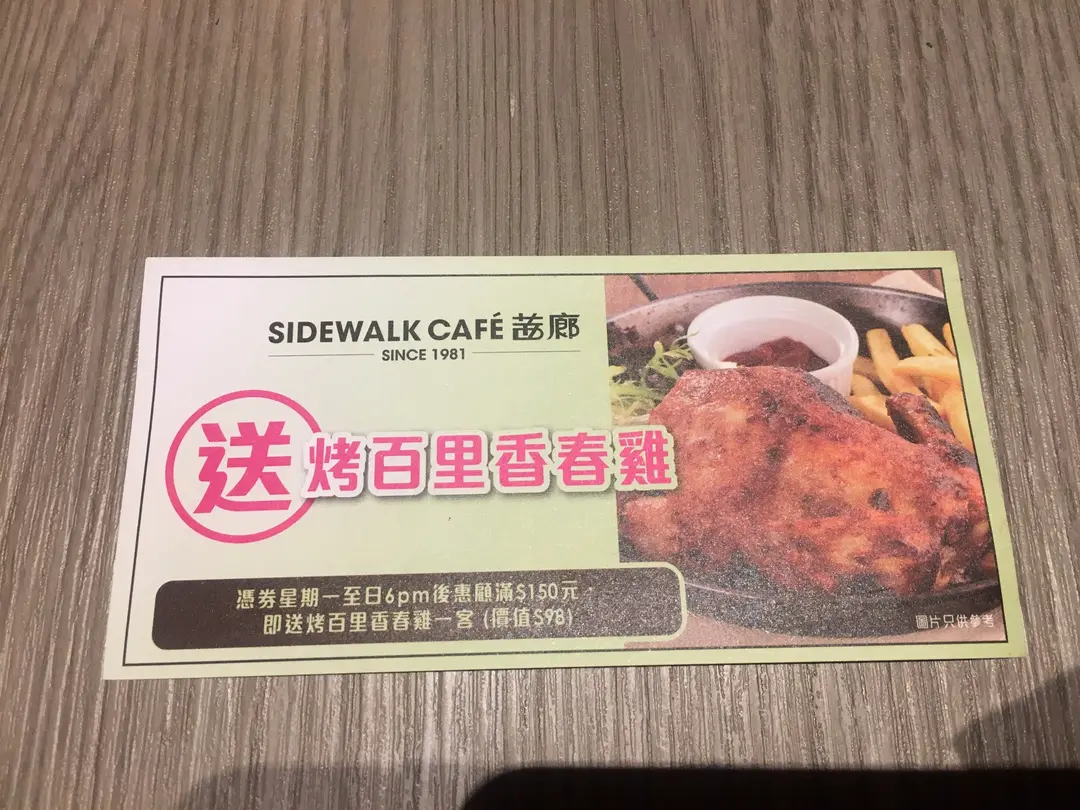 SIDEWALK CAFÉ 茵廊
SINCE 1981
送烤百里香春雞
憑券星期一至日6pm後惠顧滿$150元
即送烤百里香春雞一客 (價值$98)
圖片只供參考